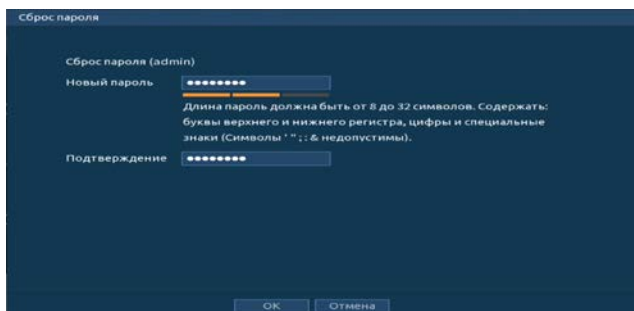 Сброс пароля
Сброс пароля (admin)
Новый пароль ●●●●●●●●
Длина пароль должна быть от 8 до 32 символов. Содержать:
буквы верхнего и нижнего регистра, цифры и специальные
знаки (Символы ' " ; : & недопустимы).
Подтверждение ●●●●●●●●
OK Отмена